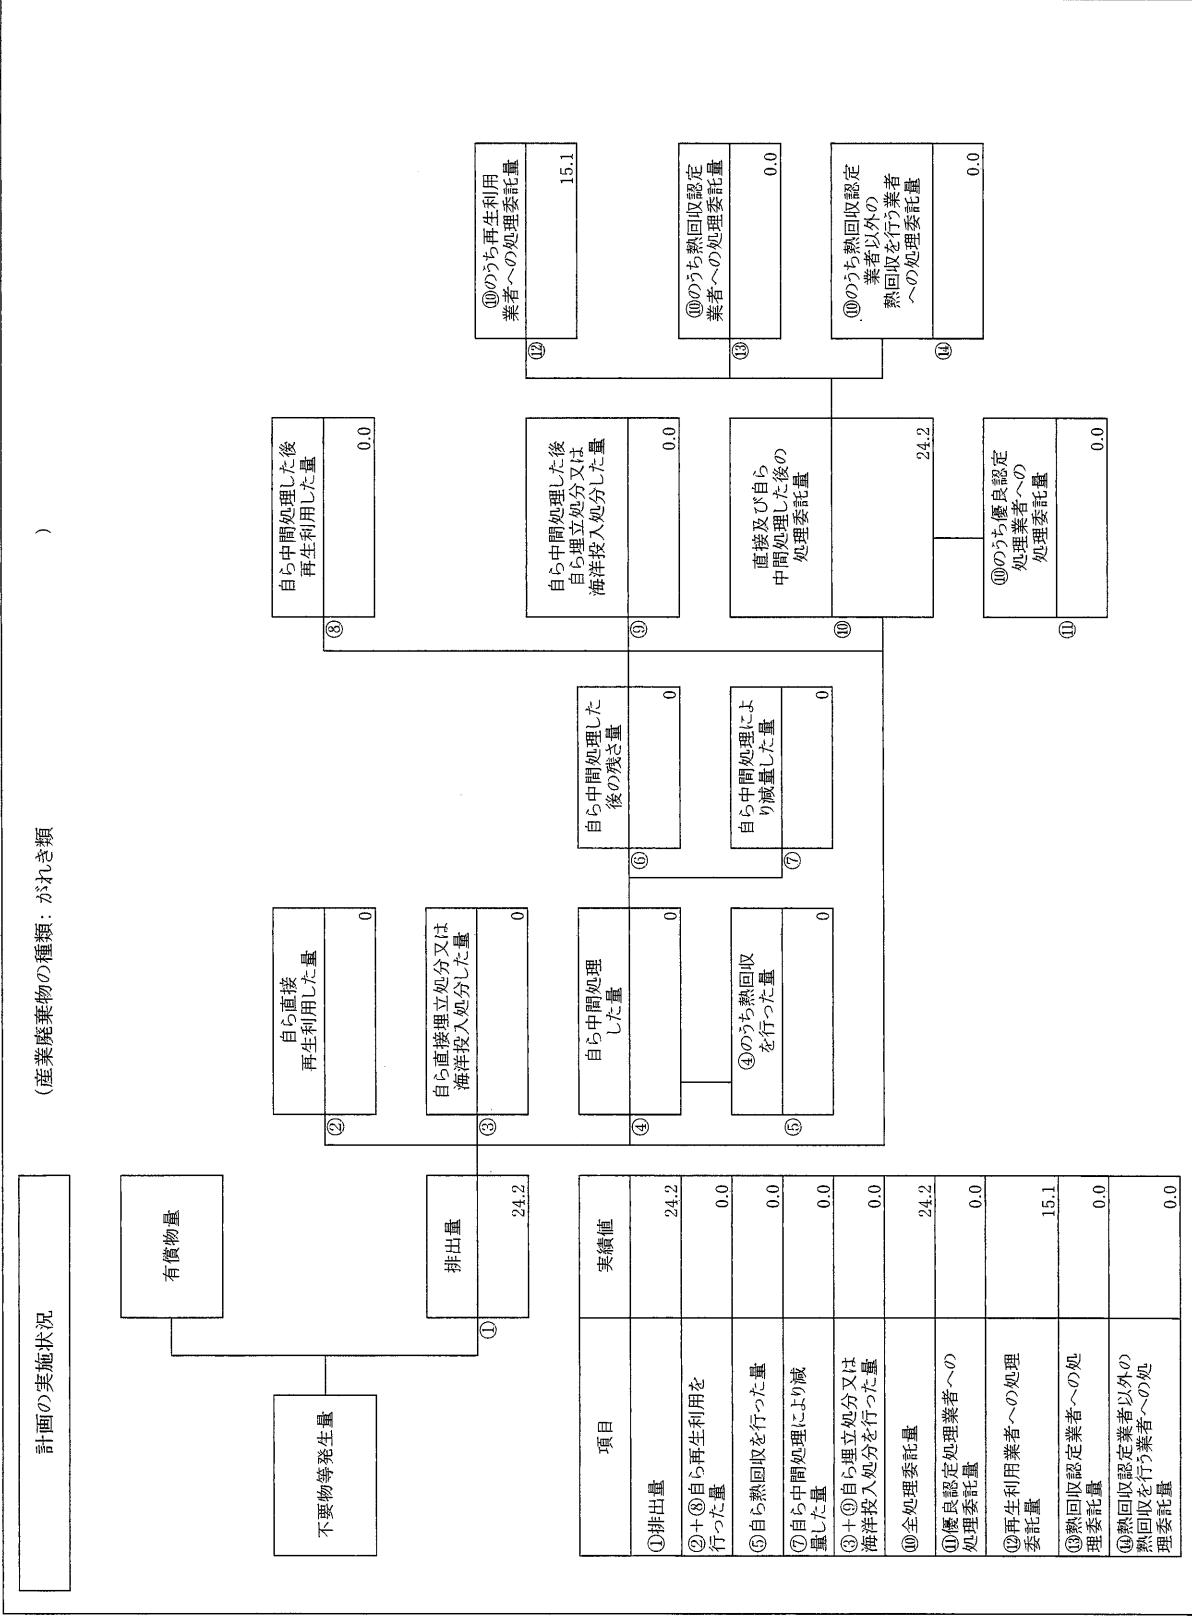 計画の実施状況
(産業廃棄物の種類: がれき類
)
不要物等発生量
有償物量
①
排出量
24.2
②
自ら直接
再生利用した量
0
③
自ら直接埋立処分又は
海洋投入処分した量
0
④
自ら中間処理
した量
0
⑤
④のうち熱回収
を行った量
0
⑥
自ら中間処理した
後の残さ量
0
⑦
自ら中間処理によ
り減量した量
0
⑧
自ら中間処理した後
再生利用した量
0.0
⑨
自ら中間処理した後
自ら埋立処分又は
海洋投入処分した量
0.0
⑩
直接及び自ら
中間処理した後の
処理委託量
24.2
⑪
⑩のうち優良認定
処理業者への
処理委託量
0.0
⑫
⑩のうち再生利用
業者への処理委託量
15.1
⑬
⑩のうち熱回収認定
業者への処理委託量
0.0
⑭
⑩のうち熱回収認定
業者以外の
熱回収を行う業者
への処理委託量
0.0
項目
実績値
①排出量
24.2
②+⑧自ら再生利用を
行った量
0.0
⑤自ら熱回収を行った量
0.0
⑦自ら中間処理により減
量した量
0.0
③+⑨自ら埋立処分又は
海洋投入処分を行った量
0.0
⑩全処理委託量
24.2
⑪優良認定処理業者への
処理委託量
0.0
⑫再生利用業者への処理
委託量
15.1
⑬熱回収認定業者への処
理委託量
0.0
⑭熱回収認定業者以外の
熱回収を行う業者への処
理委託量
0.0